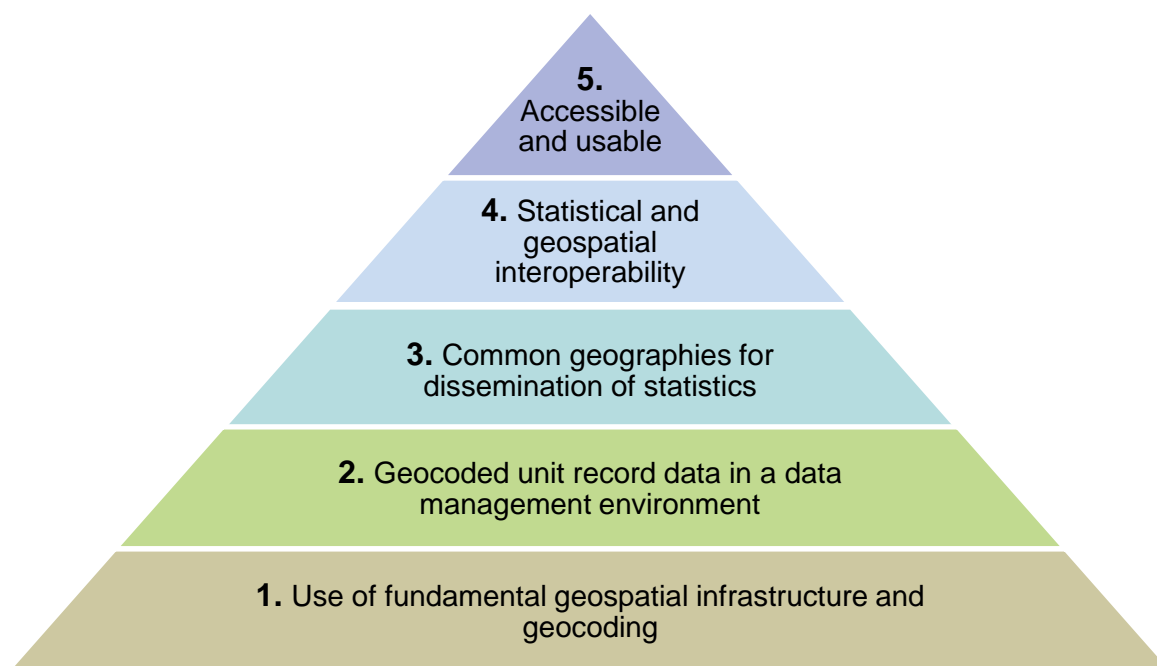 5.
Accessible
and usable
4. Statistical and
geospatial
interoperability
3. Common geographies for
dissemination of statistics
2. Geocoded unit record data in a data
management environment
1. Use of fundamental geospatial infrastructure and
geocoding